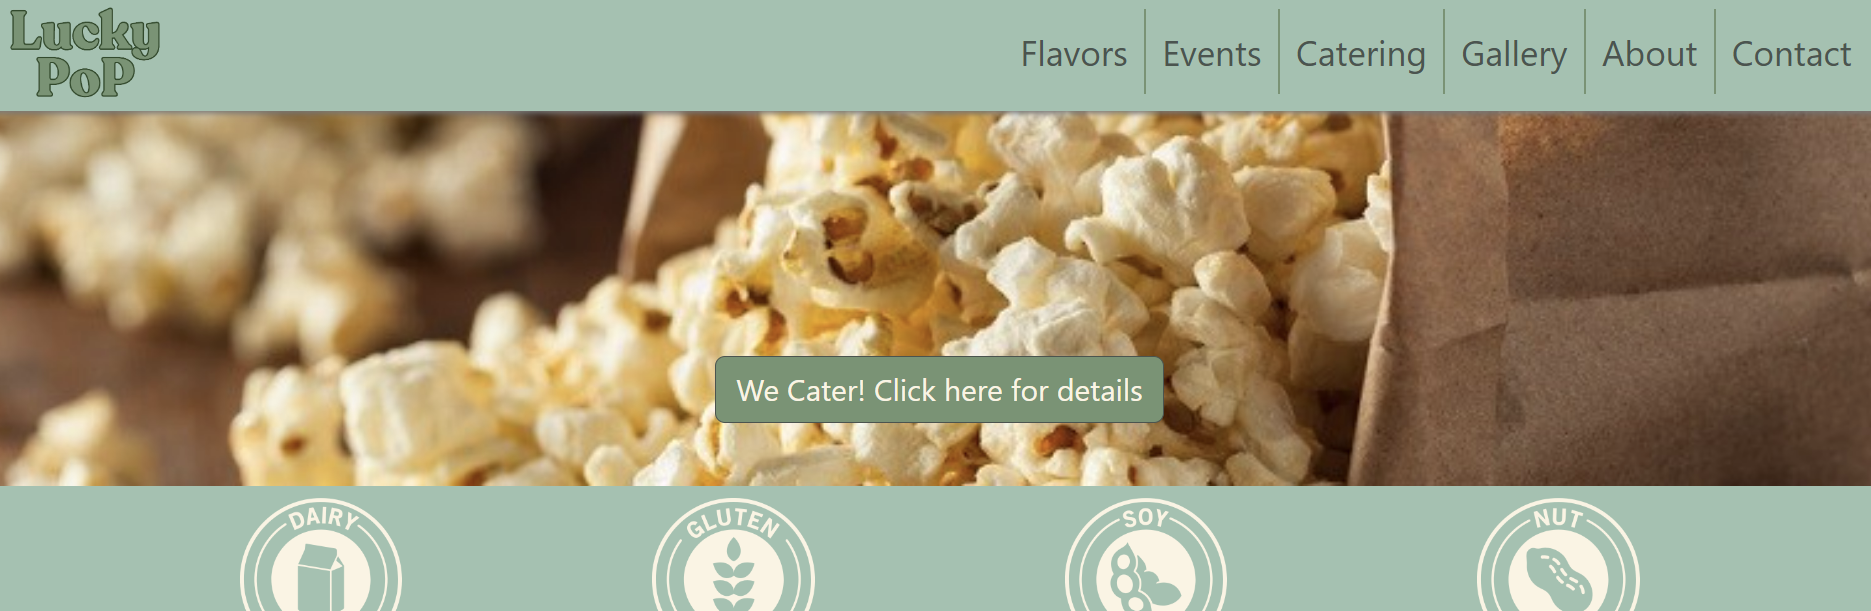 Lucky
PoP
Flavors
Events
Catering
Gallery
About
Contact
We Cater! Click here for details
DAIRY
GLUTEN
SOY
NUT